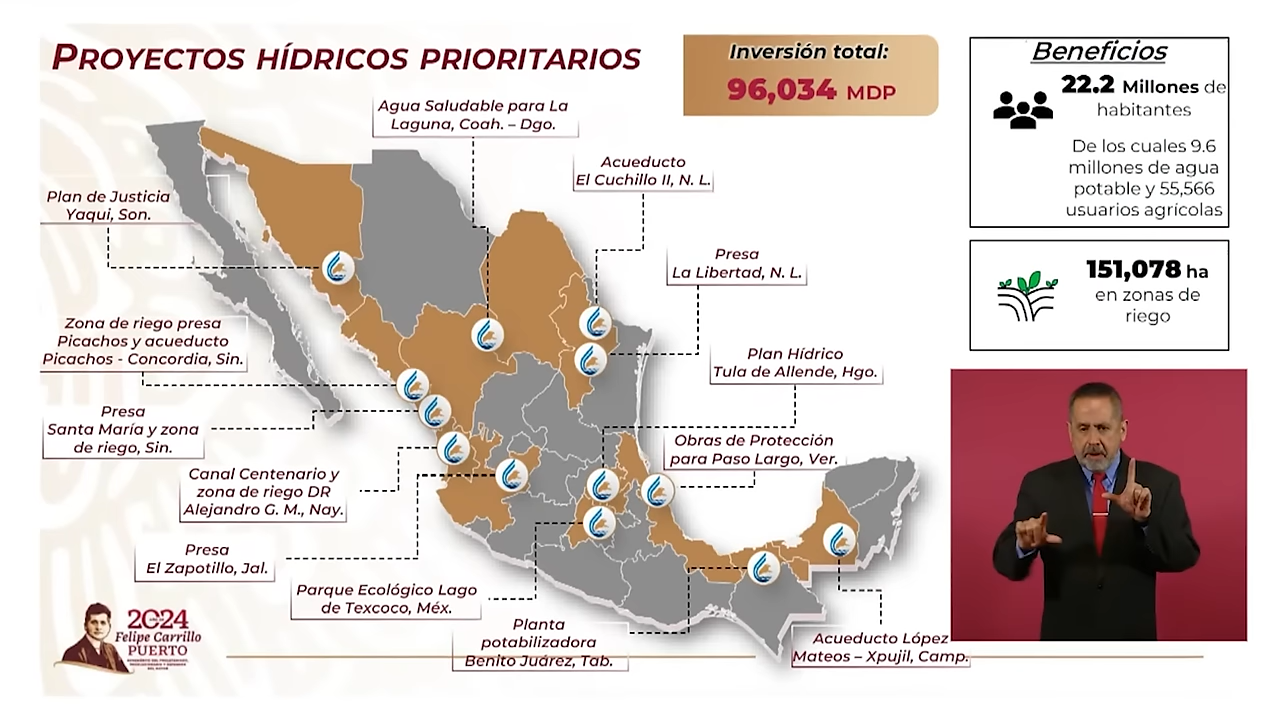 PROYECTOS HÍDRICOS PRIORITARIOS
Inversión total:
96,034 MDP
Beneficios
22.2 Millones de
habitantes
De los cuales 9.6
millones de agua
potable y 55,566
usuarios agrícolas
151,078 ha
en zonas de
riego
Agua Saludable para La
Laguna, Coah. – Dgo.
Acueducto
El Cuchillo II, N. L.
Plan de Justicia
Yaqui, Son.
Presa
La Libertad, N. L.
Zona de riego presa
Picachos y acueducto
Picachos - Concordia, Sin.
Plan Hídrico
Tula de Allende, Hgo.
Presa
Santa María y zona
de riego, Sin.
Obras de Protección
para Paso Largo, Ver.
Canal Centenario y
zona de riego DR
Alejandro G. M., Nay.
Presa
El Zapotillo, Jal.
Parque Ecológico Lago
de Texcoco, Méx.
Planta
potabilizadora
Benito Juárez, Tab.
Acueducto López
Mateos – Xpujil, Camp.
2024
Felipe Carrillo
PUERTO